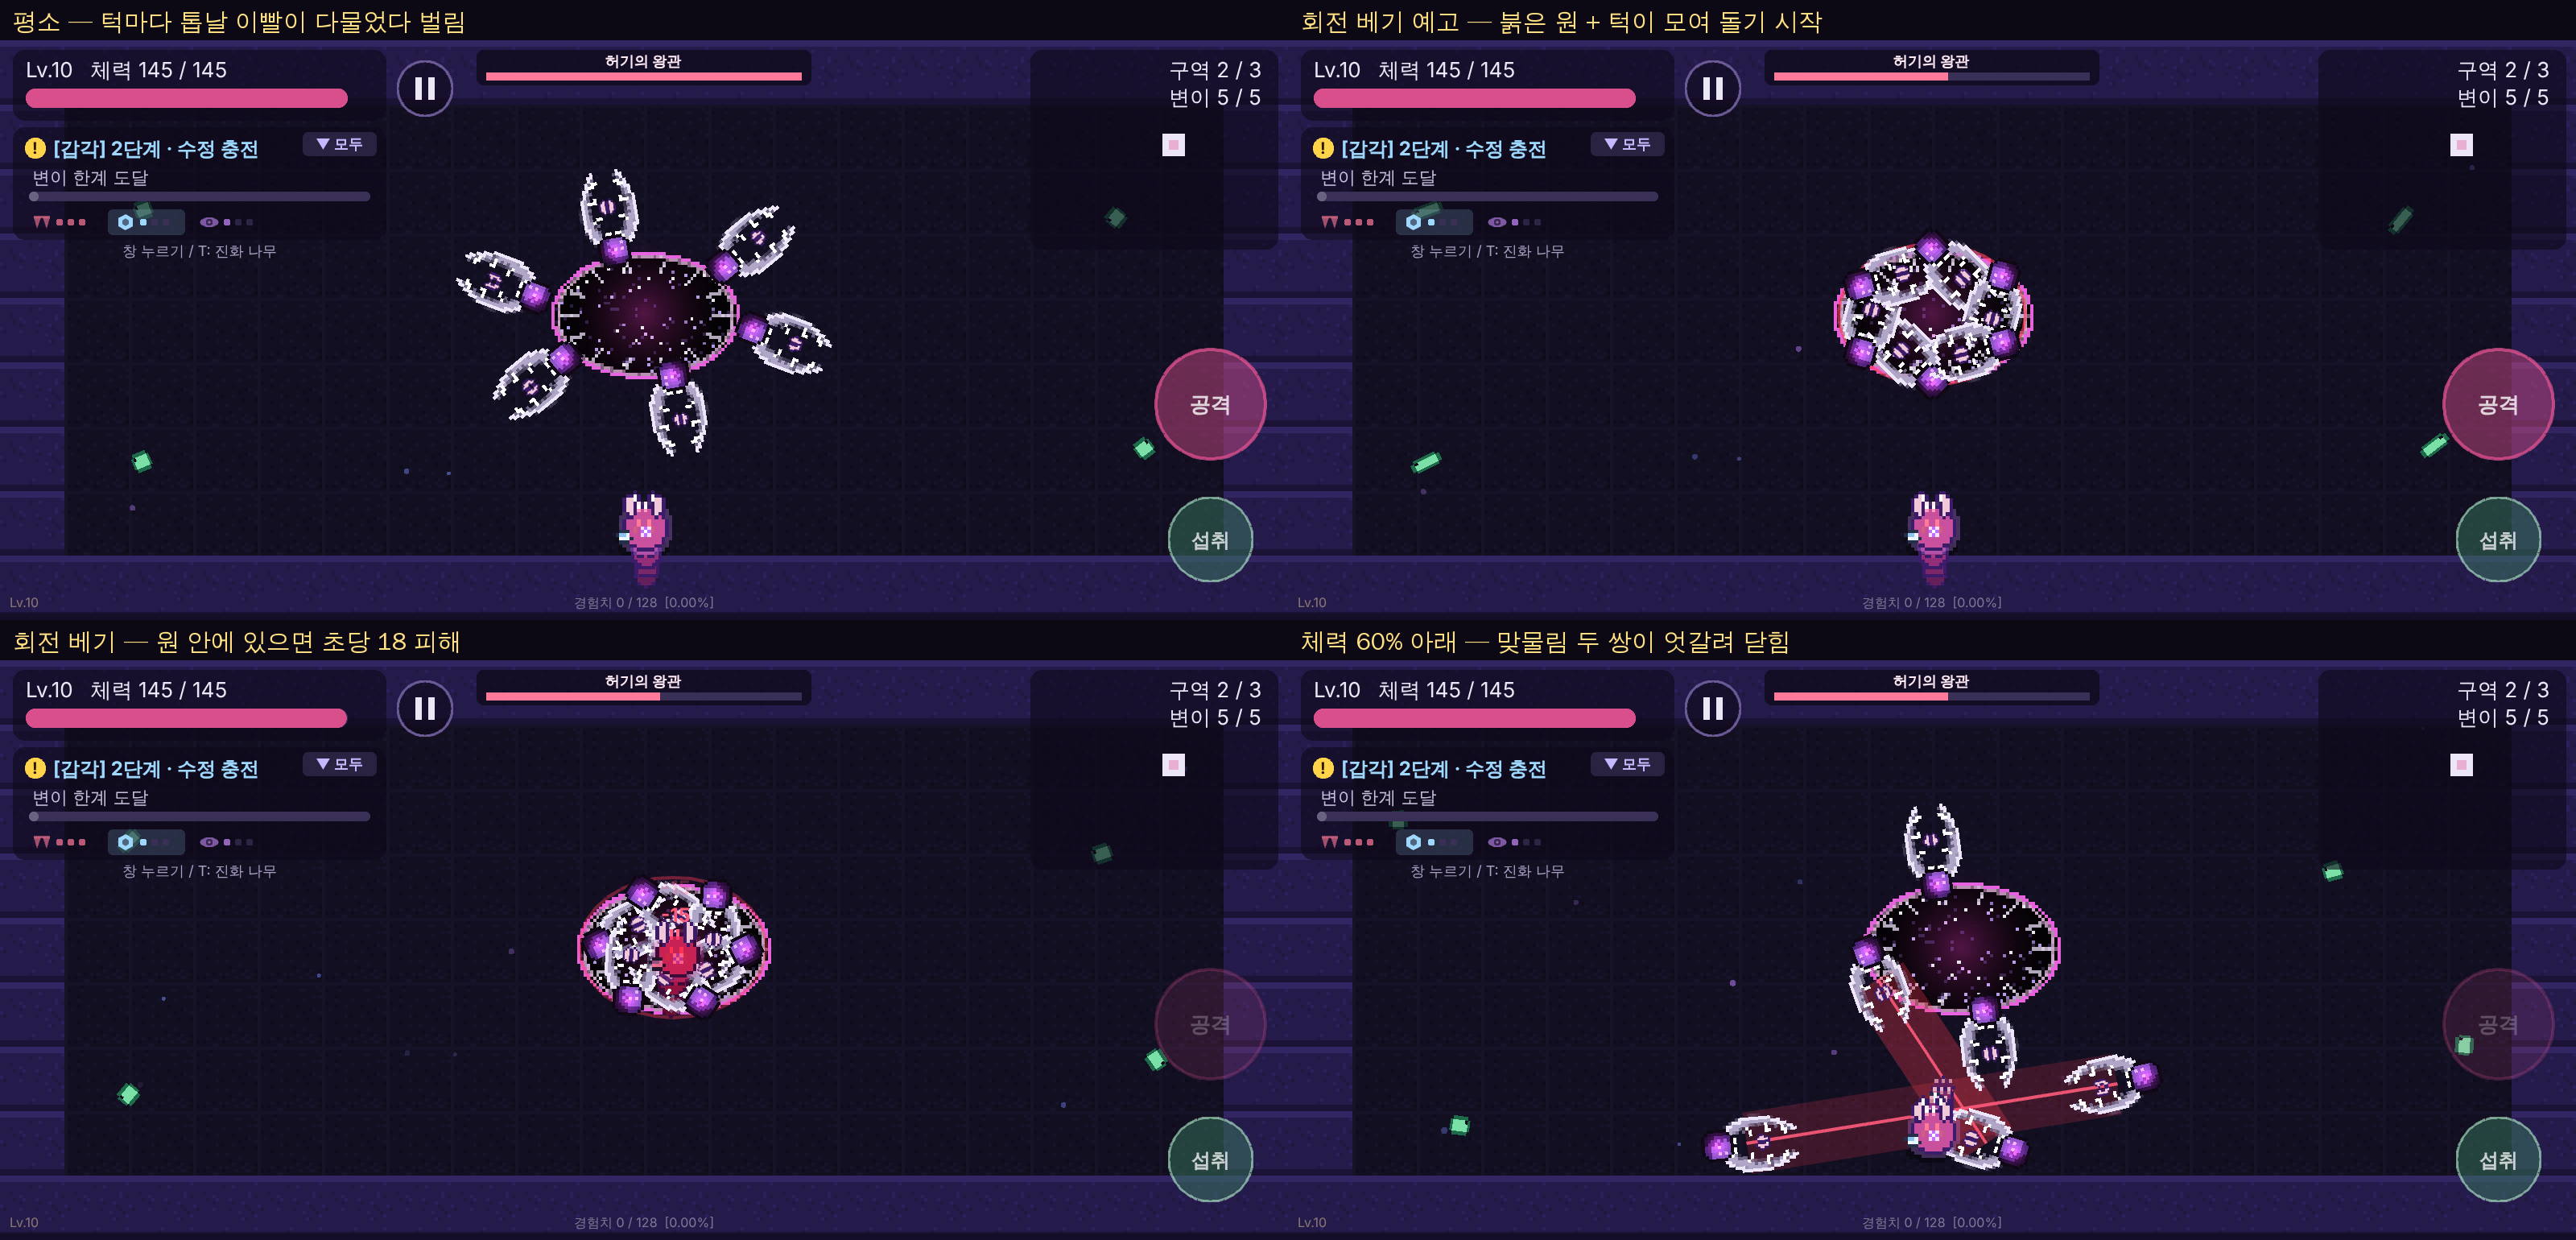 평소 — 턱마다 톱날 이빨이 다물었다 벌림
Lv.10 체력 145 / 145
허기의 왕관
구역 2 / 3
변이 5 / 5
! [갑각] 2단계 · 수정 충전
▼ 모두
변이 한계 도달
창 누르기 / T: 진화 나무
공격
섭취
Lv.10
경험치 0 / 128 [0.00%]
회전 베기 예고 — 붉은 원 + 턱이 모여 돌기 시작
Lv.10 체력 145 / 145
허기의 왕관
구역 2 / 3
변이 5 / 5
! [갑각] 2단계 · 수정 충전
▼ 모두
변이 한계 도달
창 누르기 / T: 진화 나무
공격
섭취
Lv.10
경험치 0 / 128 [0.00%]
회전 베기 — 원 안에 있으면 초당 18 피해
Lv.10 체력 145 / 145
허기의 왕관
구역 2 / 3
변이 5 / 5
! [갑각] 2단계 · 수정 충전
▼ 모두
변이 한계 도달
창 누르기 / T: 진화 나무
공격
섭취
Lv.10
경험치 0 / 128 [0.00%]
체력 60% 아래 — 맞물림 두 쌍이 엇갈려 닫힘
Lv.10 체력 145 / 145
허기의 왕관
구역 2 / 3
변이 5 / 5
! [갑각] 2단계 · 수정 충전
▼ 모두
변이 한계 도달
창 누르기 / T: 진화 나무
공격
섭취
Lv.10
경험치 0 / 128 [0.00%]